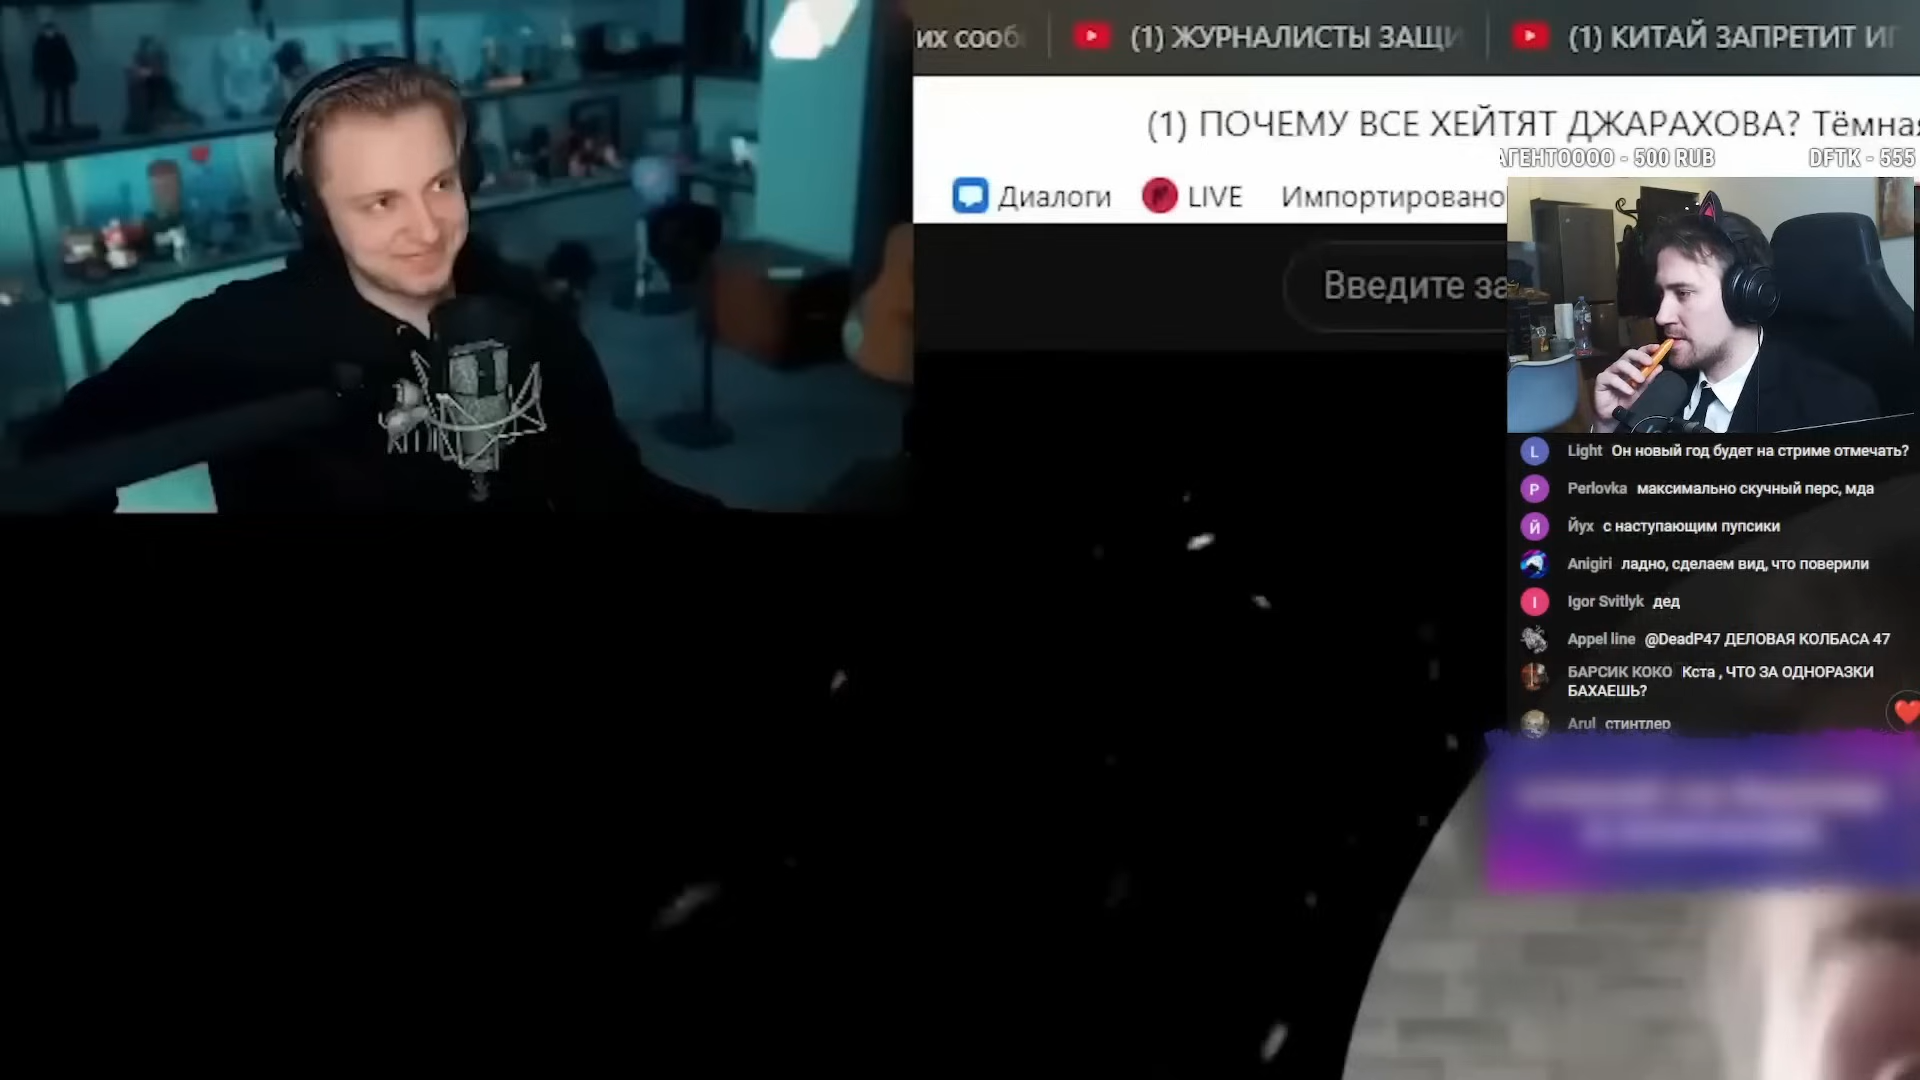 их сооб
(1) ЖУРНАЛИСТЫ ЗАЩИ
(1) КИТАЙ ЗАПРЕТИТ ИГ
(1) ПОЧЕМУ ВСЕ ХЕЙТЯТ ДЖАРАХОВА? Тёмная
АГЕНТОООО - 500 RUB
DFTK - 555
Диалоги
LIVE
Импортировано
Введите за
L Light Он новый год будет на стриме отмечать?
P Perlovka максимально скучный перс, мда
Й Йух с наступающим пупсики
Anigiri ладно, сделаем вид, что поверили
I Igor Svitlyk дед
Appel line @DeadP47 ДЕЛОВАЯ КОЛБАСА 47
БАРСИК КОКО Кста , ЧТО ЗА ОДНОРАЗКИ
БАХАЕШЬ?
Arul стинтлер